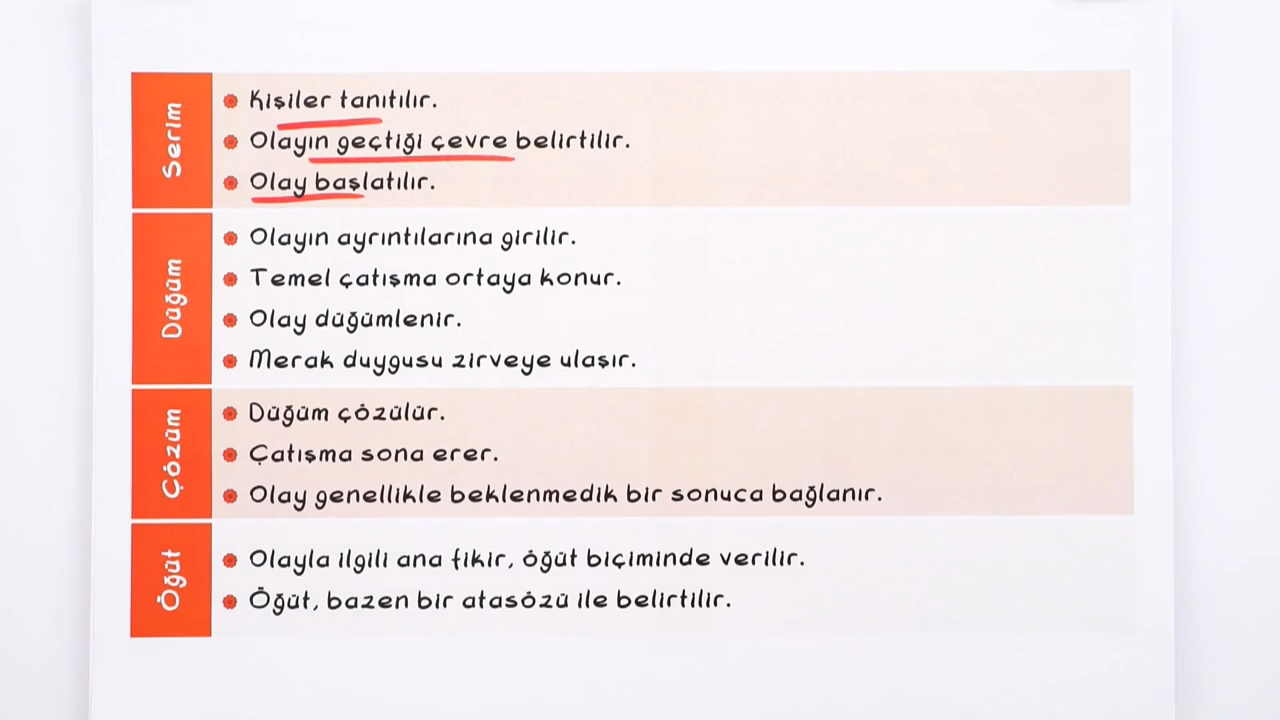 Serim
Kişiler tanıtılır.
Olayın geçtiği çevre belirtilir.
Olay başlatılır.
Düğüm
Olayın ayrıntılarına girilir.
Temel çatışma ortaya konur.
Olay düğümlenir.
Merak duygusu zirveye ulaşır.
Çözüm
Düğüm çözülür.
Çatışma sona erer.
Olay genellikle beklenmedik bir sonuca bağlanır.
Öğüt
Olayla ilgili ana fikir, öğüt biçiminde verilir.
Öğüt, bazen bir atasözü ile belirtilir.